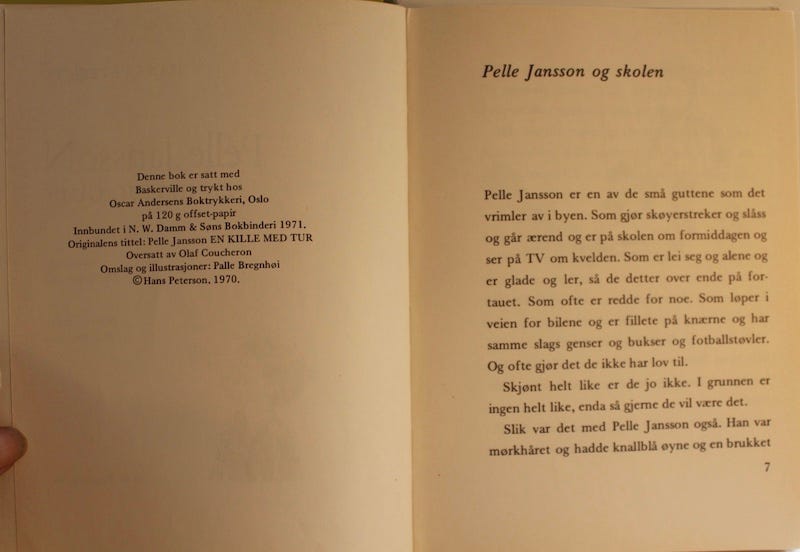 Denne bok er satt med
Baskerville og trykt hos
Oscar Andersens Boktrykkeri, Oslo
på 120 g offset-papir
Innbundet i N. W. Damm & Søns Bokbinderi 1971.
Originalens tittel: Pelle Jansson EN KILLE MED TUR
Oversatt av Olaf Coucheron
Omslag og illustrasjoner: Palle Bregnhøi
©Hans Peterson, 1970.
Pelle Jansson og skolen
Pelle Jansson er en av de små guttene som det
vrimler av i byen. Som gjør skøyerstreker og slåss
og går ærend og er på skolen om formiddagen og
ser på TV om kvelden. Som er lei seg og alene og
er glade og ler, så de detter over ende på for-
tauet. Som ofte er redde for noe. Som løper i
veien for bilene og er fillete på knærne og har
samme slags genser og bukser og fotballstøvler.
Og ofte gjør det de ikke har lov til.
Skjønt helt like er de jo ikke. I grunnen er
ingen helt like, enda så gjerne de vil være det.
Slik var det med Pelle Jansson også. Han var
mørkhåret og hadde knallblå øyne og en brukket
7